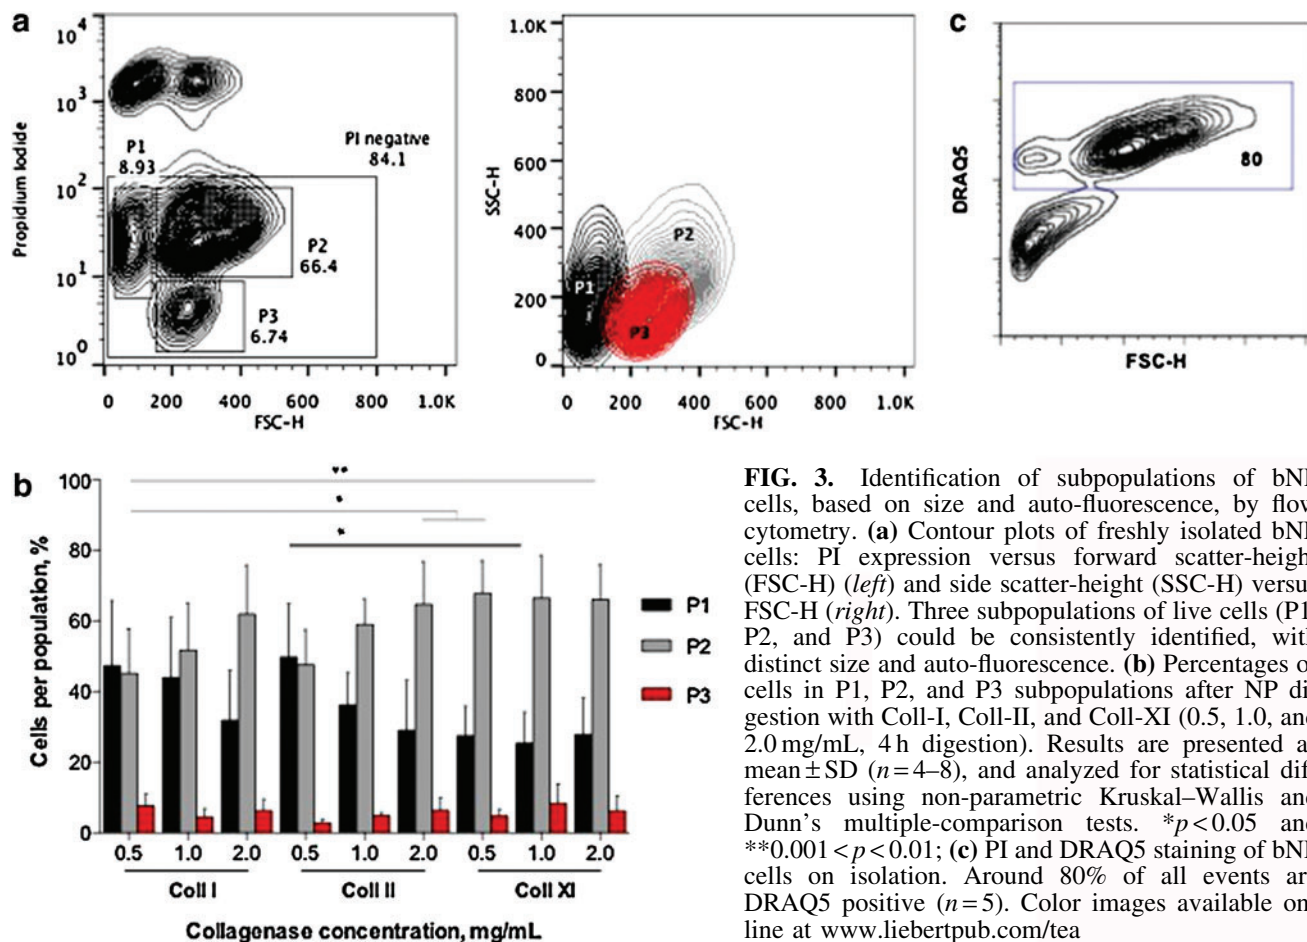 a
10^4
10^3
10^2
10^1
10^0
Propidium Iodide
P1
8.93
PI negative
84.1
P2
66.4
P3
6.74
0 200 400 600 800 1.0K
FSC-H
1.0K
800
600
400
200
0
SSC-H
P1
P2
P3
0 200 400 600 800 1.0K
FSC-H
c
DRAQ5
80
FSC-H
b
100
80
60
40
20
0
Cells per population, %
**
*
*
P1
P2
P3
0.5 1.0 2.0 0.5 1.0 2.0 0.5 1.0 2.0
Coll I Coll II Coll XI
Collagenase concentration, mg/mL
FIG. 3. Identification of subpopulations of bN
cells, based on size and auto-fluorescence, by flow
cytometry. (a) Contour plots of freshly isolated bN
cells: PI expression versus forward scatter-heigh
(FSC-H) (left) and side scatter-height (SSC-H) versu
FSC-H (right). Three subpopulations of live cells (P1
P2, and P3) could be consistently identified, with
distinct size and auto-fluorescence. (b) Percentages o
cells in P1, P2, and P3 subpopulations after NP di
gestion with Coll-I, Coll-II, and Coll-XI (0.5, 1.0, and
2.0 mg/mL, 4 h digestion). Results are presented a
mean ± SD (n = 4–8), and analyzed for statistical dif
ferences using non-parametric Kruskal–Wallis and
Dunn's multiple-comparison tests. *p < 0.05 and
**0.001 < p < 0.01; (c) PI and DRAQ5 staining of bN
cells on isolation. Around 80% of all events ar
DRAQ5 positive (n = 5). Color images available on
line at www.liebertpub.com/tea